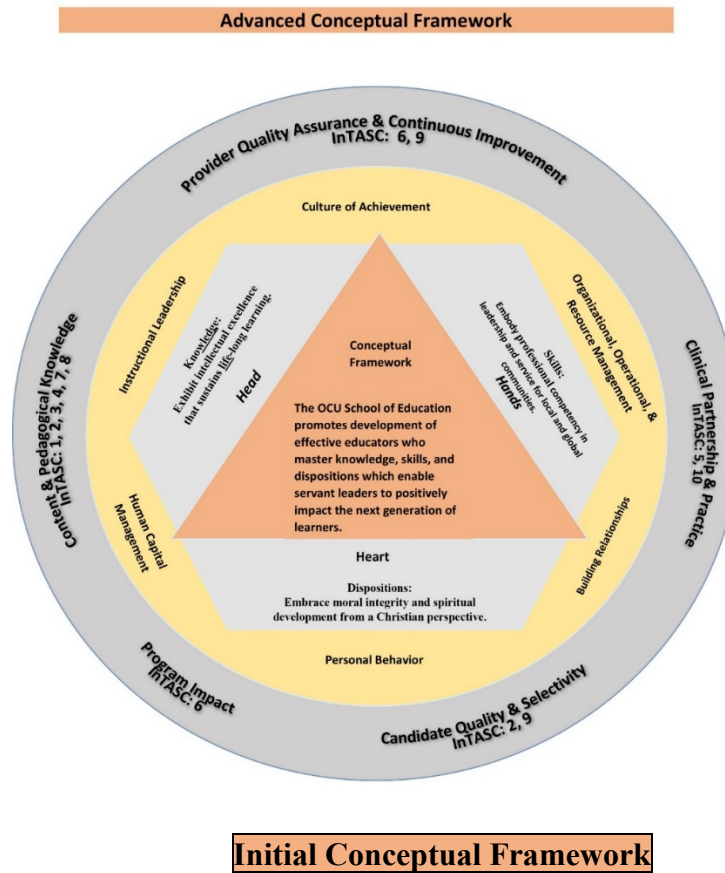 Advanced Conceptual Framework
Provider Quality Assurance & Continuous Improvement
InTASC: 6, 9
Culture of Achievement
Instructional Leadership
Organizational, Operational, &
Resource Management
Content & Pedagogical Knowledge
InTASC: 1, 2, 3, 4, 7, 8
Clinical Partnership & Practice
InTASC: 5, 10
Knowledge:
Exhibit intellectual excellence
that sustains life-long learning.
Head
Skills:
Embody professional competency in
leadership and service for local and global
communities.
Hands
Conceptual
Framework
The OCU School of Education
promotes development of
effective educators who
master knowledge, skills, and
dispositions which enable
servant leaders to positively
impact the next generation of
learners.
Human Capital
Management
Building Relationships
Heart
Dispositions:
Embrace moral integrity and spiritual
development from a Christian perspective.
Personal Behavior
Program Impact
InTASC: 6
Candidate Quality & Selectivity
InTASC: 2, 9
Initial Conceptual Framework